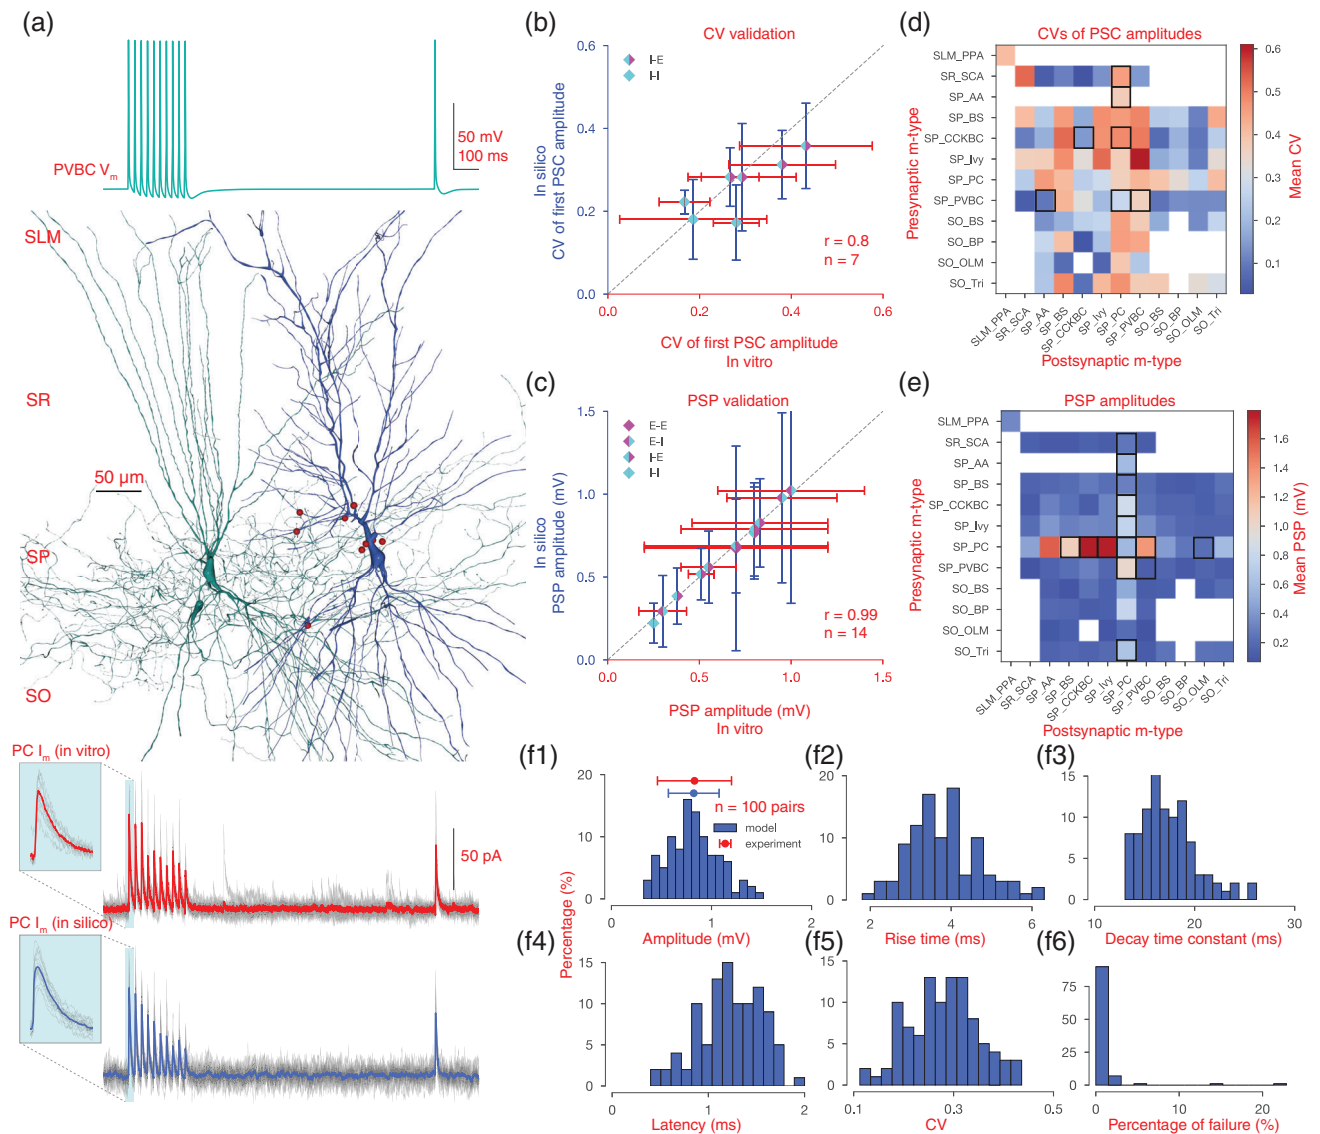 (a)
50 mV
100 ms
PVBC Vm
SLM
SR
50 µm
SP
SO
PC Im (in vitro)
50 pA
PC Im (in silico)
(b)
CV validation
In silico
CV of first PSC amplitude
0.6
0.4
0.2
0.0
I-E
I-I
r = 0.8
n = 7
0.0 0.2 0.4 0.6
CV of first PSC amplitude
In vitro
(c)
PSP validation
In silico
PSP amplitude (mV)
1.5
1.0
0.5
0.0
E-E
E-I
I-E
I-I
r = 0.99
n = 14
0.0 0.5 1.0 1.5
PSP amplitude (mV)
In vitro
(d)
CVs of PSC amplitudes
Presynaptic m-type
SLM_PPA
SR_SCA
SP_AA
SP_BS
SP_CCKBC
SP_Ivy
SP_PC
SP_PVBC
SO_BS
SO_BP
SO_OLM
SO_Tri
SLM_PPA SR_SCA SP_AA SP_BS SP_CCKBC SP_Ivy SP_PC SP_PVBC SO_BS SO_BP SO_OLM SO_Tri
Postsynaptic m-type
0.6
0.5
0.4
0.3
0.2
0.1
Mean CV
(e)
PSP amplitudes
Presynaptic m-type
SLM_PPA
SR_SCA
SP_AA
SP_BS
SP_CCKBC
SP_Ivy
SP_PC
SP_PVBC
SO_BS
SO_BP
SO_OLM
SO_Tri
SLM_PPA SR_SCA SP_AA SP_BS SP_CCKBC SP_Ivy SP_PC SP_PVBC SO_BS SO_BP SO_OLM SO_Tri
Postsynaptic m-type
1.6
1.4
1.2
1.0
0.8
0.6
0.4
0.2
Mean PSP (mV)
(f1)
20
10
0
n = 100 pairs
model
experiment
0 1 2
Amplitude (mV)
Percentage (%)
(f2)
20
10
0
2 4 6
Rise time (ms)
(f3)
15
10
5
0
10 20 30
Decay time constant (ms)
(f4)
15
10
5
0
0 1 2
Latency (ms)
(f5)
15
10
5
0
0.1 0.3 0.5
CV
(f6)
75
50
25
0
0 10 20
Percentage of failure (%)